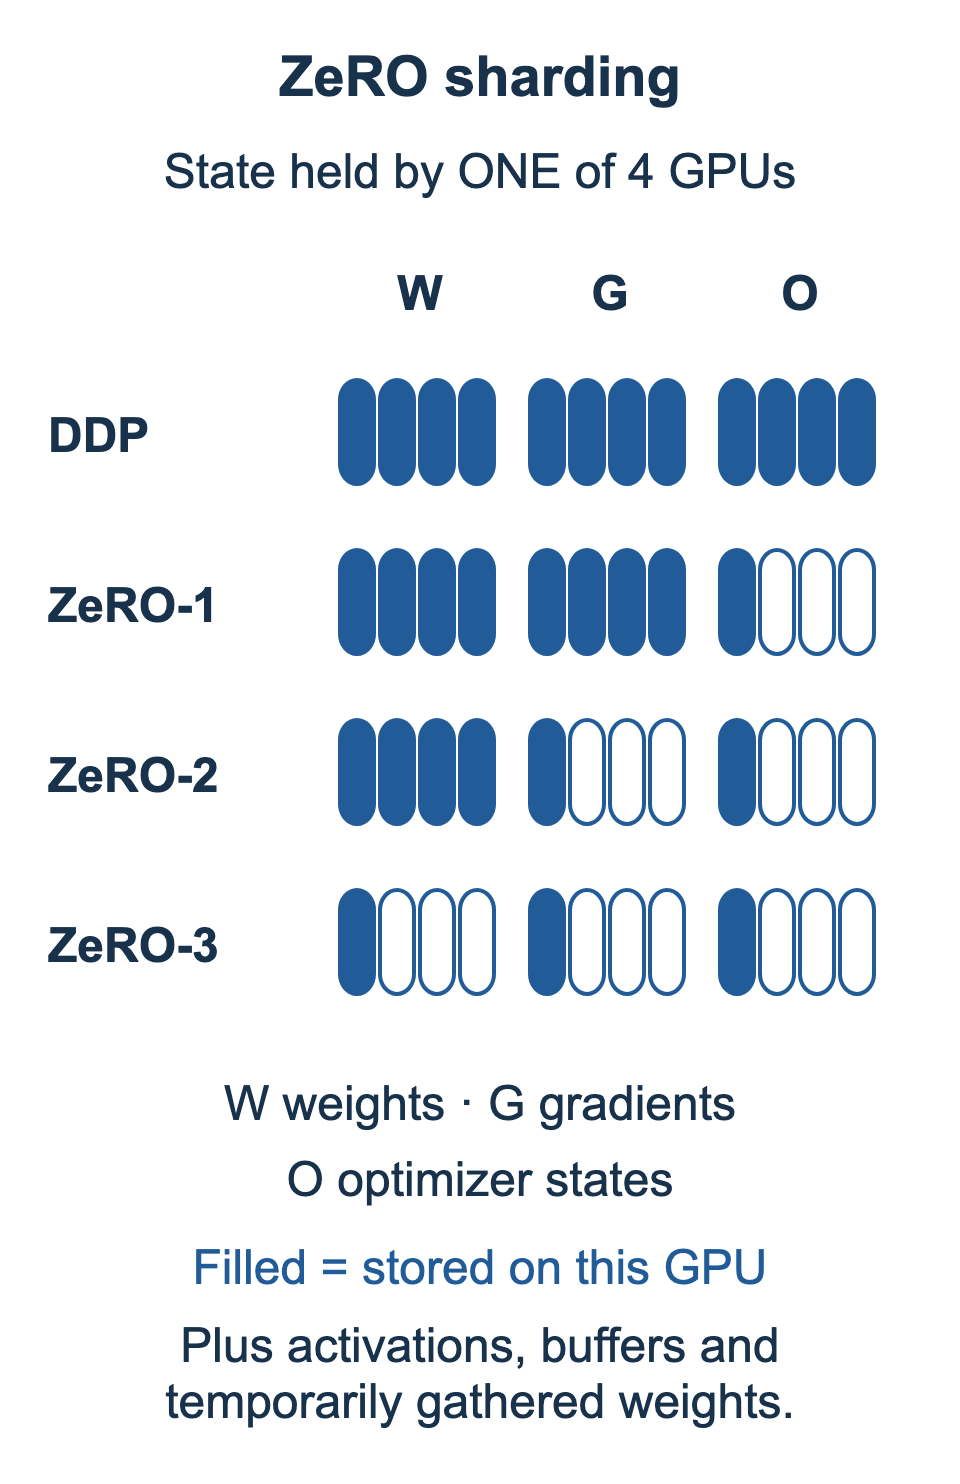 ZeRO sharding
State held by ONE of 4 GPUs
W G O
DDP
ZeRO-1
ZeRO-2
ZeRO-3
W weights · G gradients
O optimizer states
Filled = stored on this GPU
Plus activations, buffers and
temporarily gathered weights.